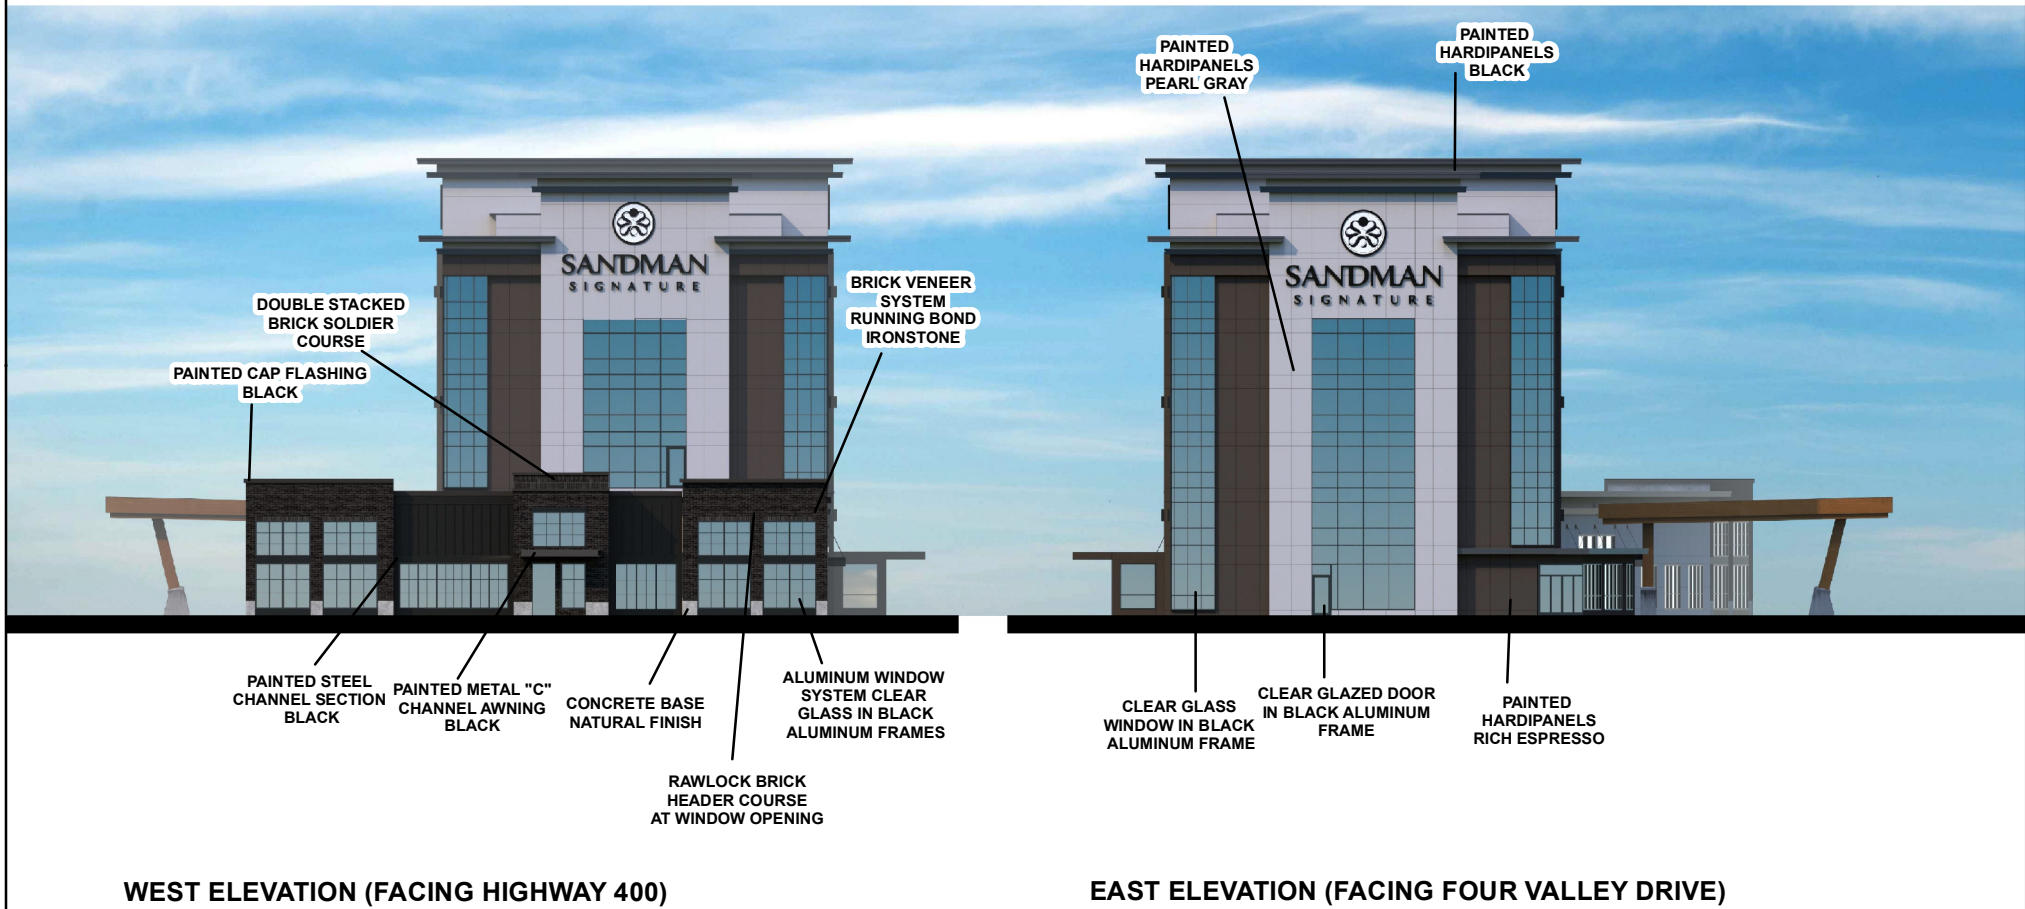 PAINTED
HARDIPANELS
PEARL GRAY
PAINTED
HARDIPANELS
BLACK
SANDMAN
SIGNATURE
SANDMAN
SIGNATURE
DOUBLE STACKED
BRICK SOLDIER
COURSE
BRICK VENEER
SYSTEM
RUNNING BOND
IRONSTONE
PAINTED CAP FLASHING
BLACK
PAINTED STEEL
CHANNEL SECTION
BLACK
PAINTED METAL "C"
CHANNEL AWNING
BLACK
CONCRETE BASE
NATURAL FINISH
RAWLOCK BRICK
HEADER COURSE
AT WINDOW OPENING
ALUMINUM WINDOW
SYSTEM CLEAR
GLASS IN BLACK
ALUMINUM FRAMES
CLEAR GLASS
WINDOW IN BLACK
ALUMINUM FRAME
CLEAR GLAZED DOOR
IN BLACK ALUMINUM
FRAME
PAINTED
HARDIPANELS
RICH ESPRESSO
WEST ELEVATION (FACING HIGHWAY 400)
EAST ELEVATION (FACING FOUR VALLEY DRIVE)